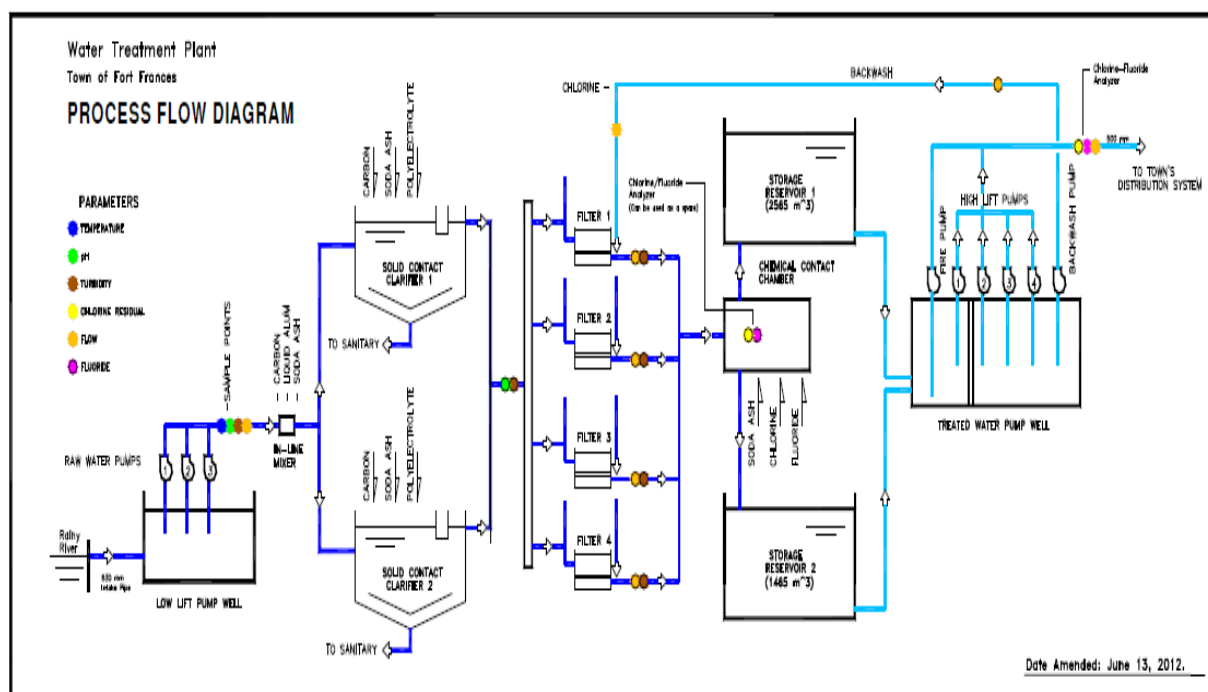 Water Treatment Plant
Town of Fort Frances
PROCESS FLOW DIAGRAM
PARAMETERS
TEMPERATURE
pH
TURBIDITY
CHLORINE RESIDUAL
FLOW
FLUORIDE
Rainy
River
600 mm
Intake Pipe
LOW LIFT PUMP WELL
RAW WATER PUMPS
1
2
3
SAMPLE POINTS
CARBON
LIQUID ALUM
SODA ASH
IN-LINE
MIXER
CARBON
SODA ASH
POLYELECTROLYTE
SOLID CONTACT
CLARIFIER 1
TO SANITARY
CARBON
SODA ASH
POLYELECTROLYTE
SOLID CONTACT
CLARIFIER 2
TO SANITARY
FILTER 1
FILTER 2
FILTER 3
FILTER 4
CHLORINE
BACKWASH
Chlorine/Fluoride
Analyzer
(Can be used as a spare)
STORAGE
RESERVOIR 1
(2565 m^3)
CHEMICAL CONTACT
CHAMBER
SODA ASH
CHLORINE
FLUORIDE
STORAGE
RESERVOIR 2
(1465 m^3)
FIRE PUMP
HIGH LIFT PUMPS
1
2
3
4
BACKWASH PUMP
TREATED WATER PUMP WELL
Chlorine-Fluoride
Analyzer
mm
TO TOWN'S
DISTRIBUTION SYSTEM
Date Amended: June 13, 2012.